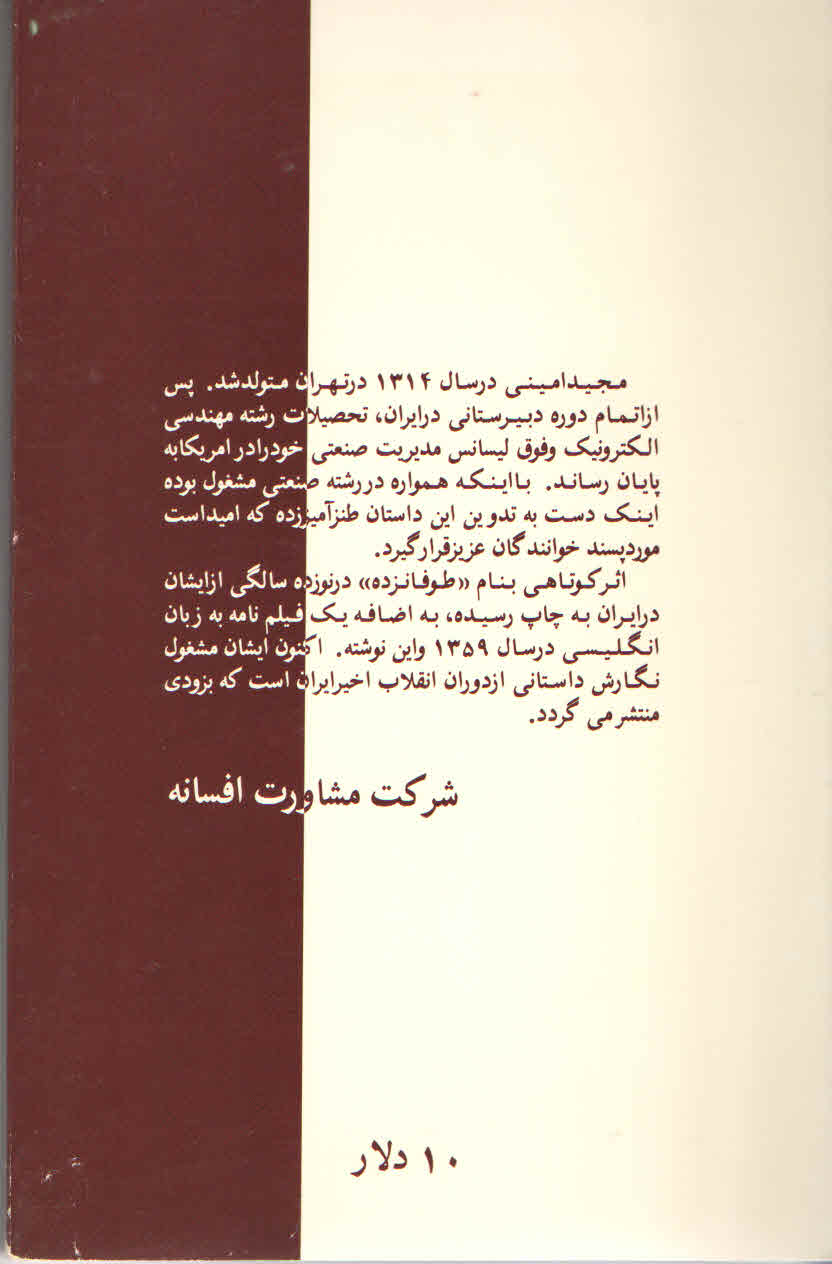 مجید امینی درسال ۱۳۱۴ درتهران متولدشد. پس
ازاتمام دوره دبیرستانی درایران، تحصیلات رشته مهندسی
الکترونیک وفوق لیسانس مدیریت صنعتی خودرادر امریکابه
پایان رساند. بااینکه همواره دررشته صنعتی مشغول بوده
اینک دست به تدوین این داستان طنزآمیززده که امیداست
موردپسند خوانندگان عزیزقرارگیرد.
اثرکوتاهی بنام «طوفانزده» درنوزده سالگی ازایشان
درایران به چاپ رسیده، به اضافه یک فیلم نامه به زبان
انگلیسی درسال ۱۳۵۹ واین نوشته. اکنون ایشان مشغول
نگارش داستانی ازدوران انقلاب اخیرایران است که بزودی
منتشرمی گردد.
شرکت مشاورت افسانه
۱۰ دلار